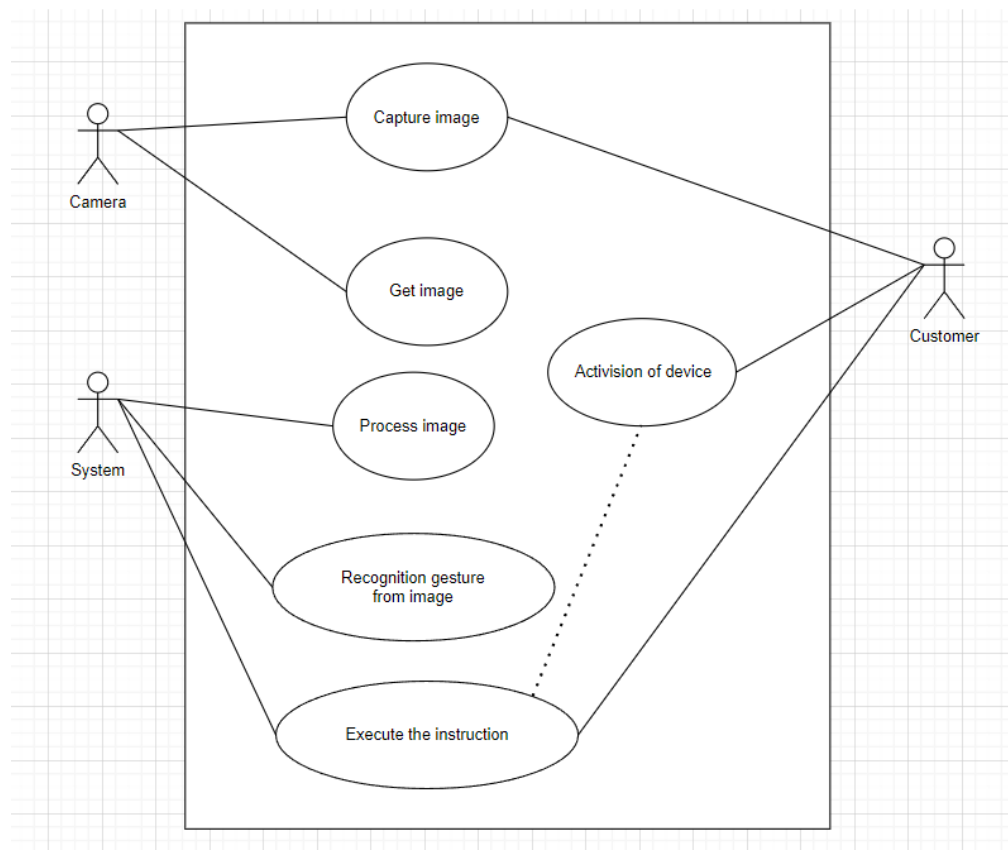 Capture image
Camera
Get image
Customer
Activision of device
Process image
System
Recognition gesture
from image
Execute the instruction